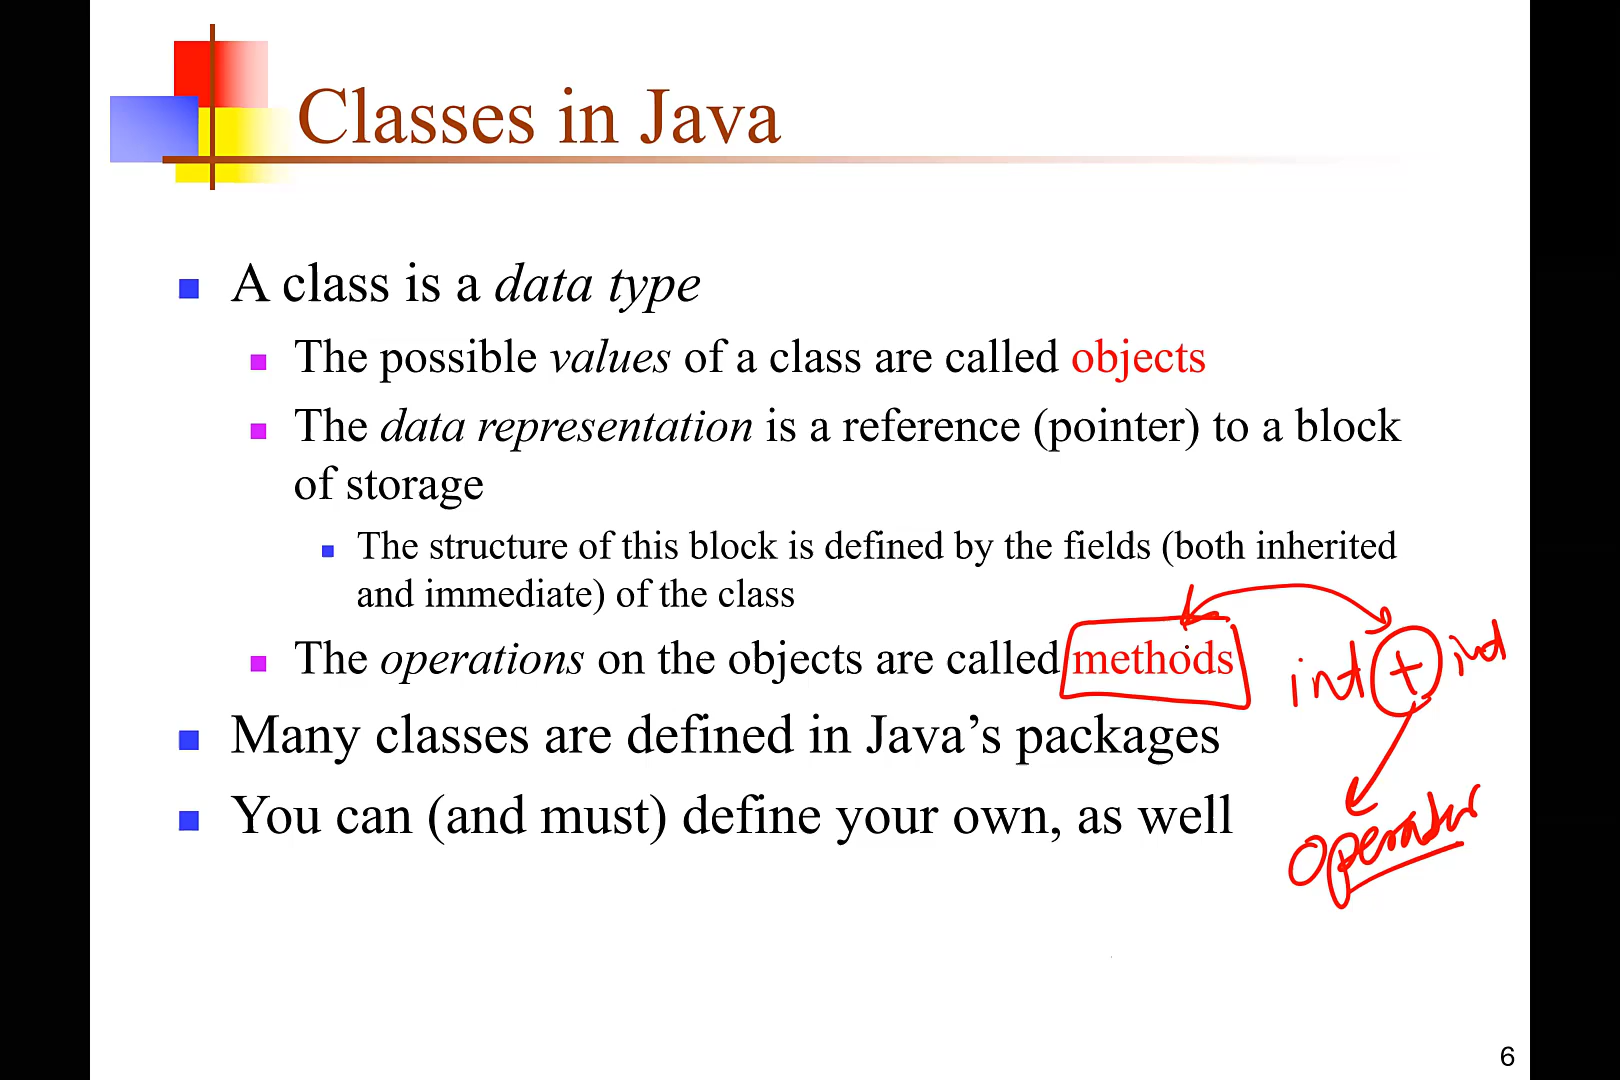 Classes in Java
A class is a data type
The possible values of a class are called objects
The data representation is a reference (pointer) to a block
of storage
The structure of this block is defined by the fields (both inherited
and immediate) of the class
The operations on the objects are called methods
int + int
Many classes are defined in Java’s packages
You can (and must) define your own, as well
operator
6